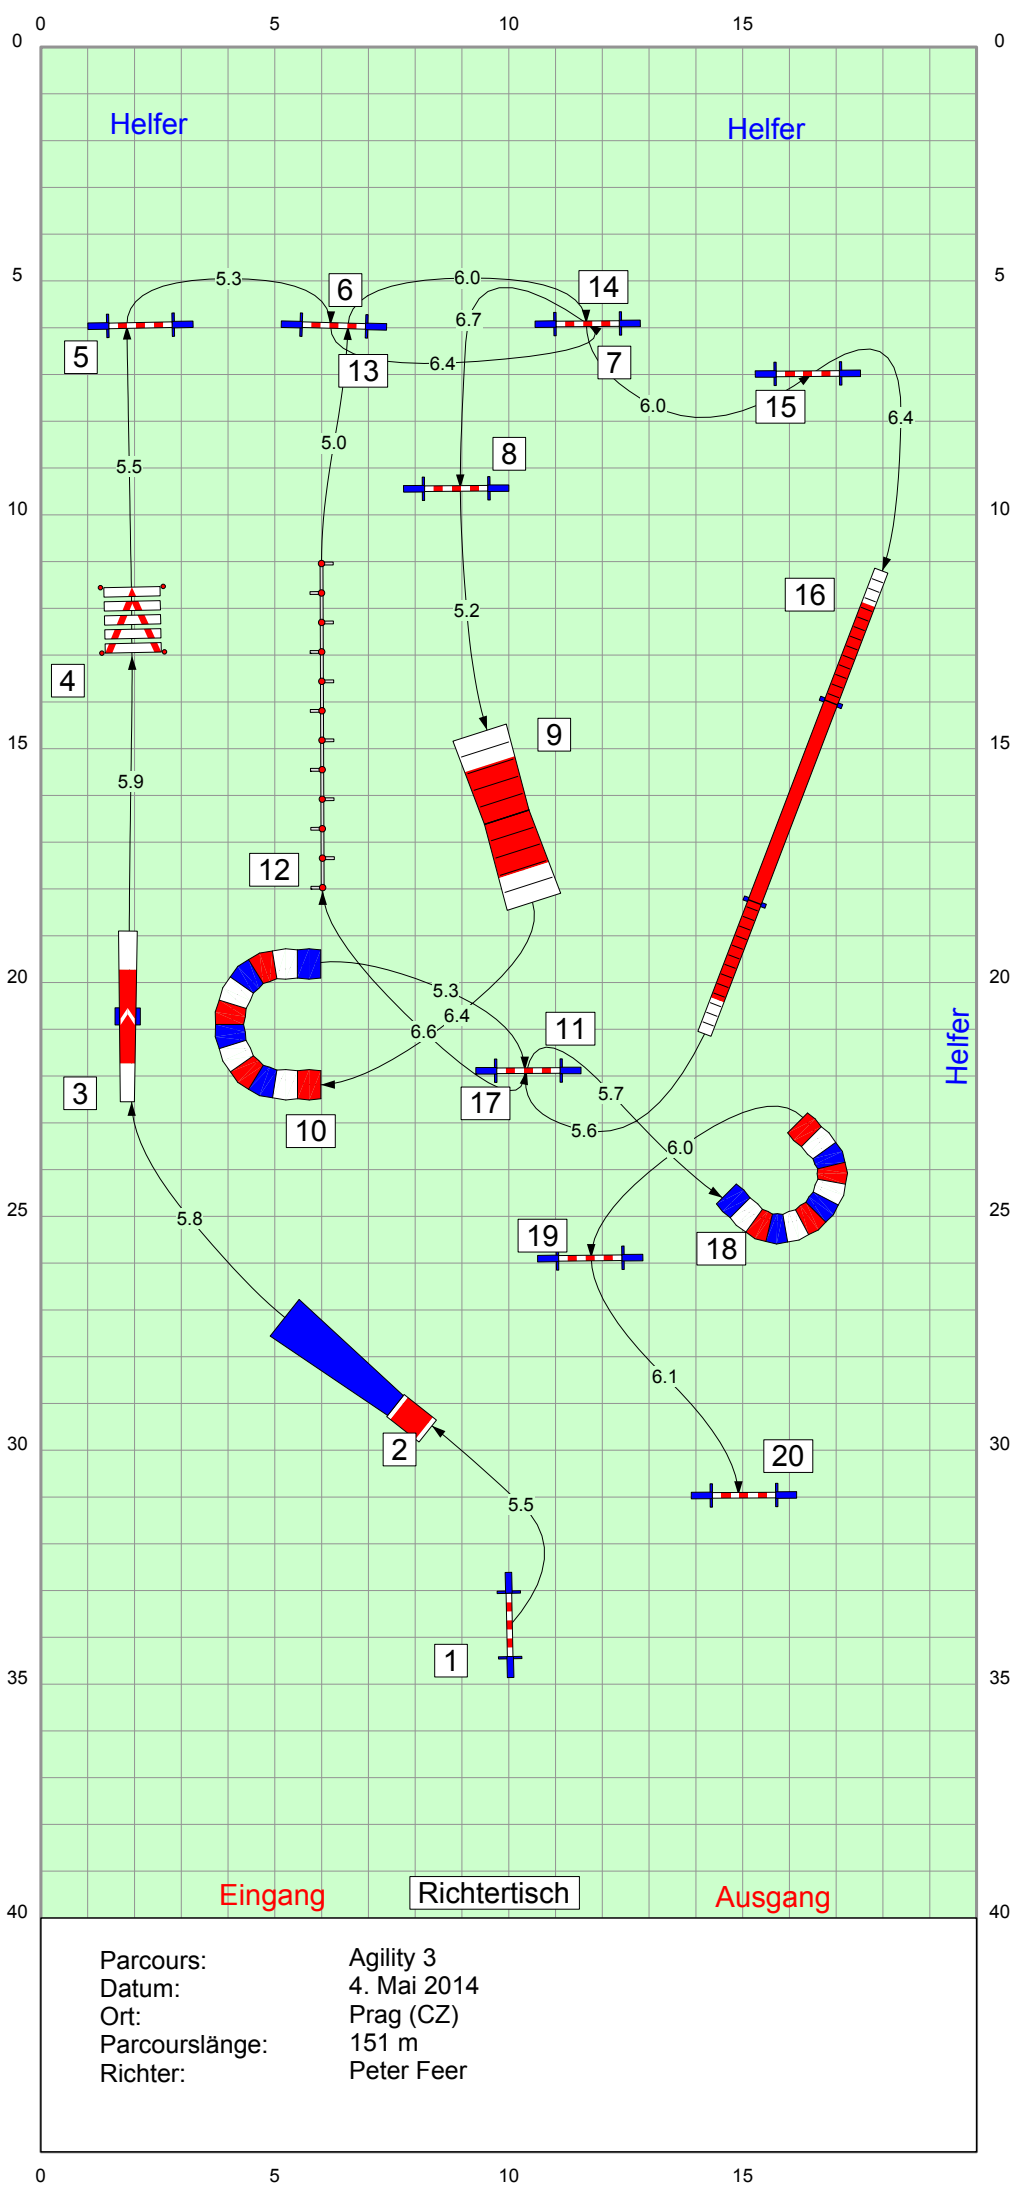 0 5 10 15
0 0
Helfer Helfer
5 5
5.3 6 6.0 14
6.7
5 13 6.4 7 15 6.0 6.4
5.0
5.5 8
10 10
16
5.2
4
9
15 15
5.9
12
20 20
5.3
6.4
6.6 11
Helfer
3 17 5.7
10 5.6 6.0
25 25
5.8 19 18
6.1
30 30
2 20
5.5
1
35 35
40 40
Eingang Richtertisch Ausgang
Parcours: Agility 3
Datum: 4. Mai 2014
Ort: Prag (CZ)
Parcourslänge: 151 m
Richter: Peter Feer
0 5 10 15